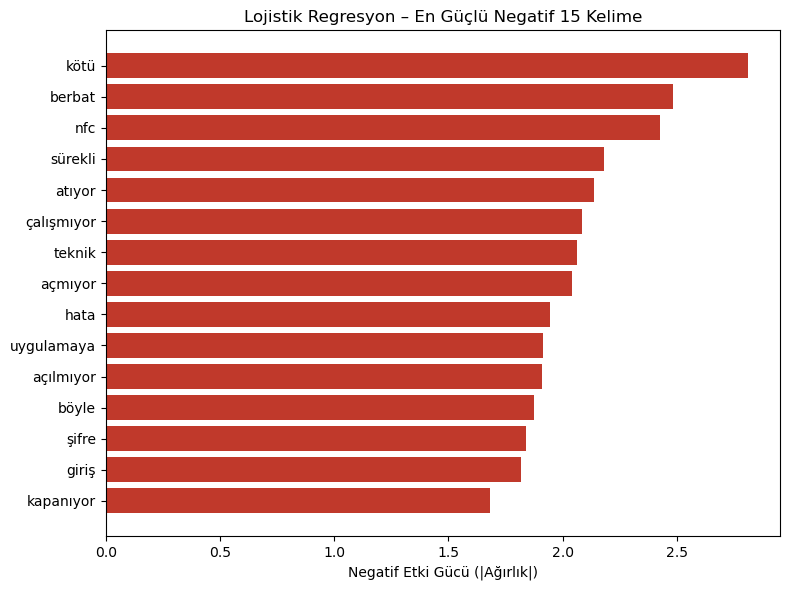 Lojistik Regresyon – En Güçlü Negatif 15 Kelime
kötü
berbat
nfc
sürekli
atıyor
çalışmıyor
teknik
açmıyor
hata
uygulamaya
açılmıyor
böyle
şifre
giriş
kapanıyor
0.0 0.5 1.0 1.5 2.0 2.5
Negatif Etki Gücü (|Ağırlık|)